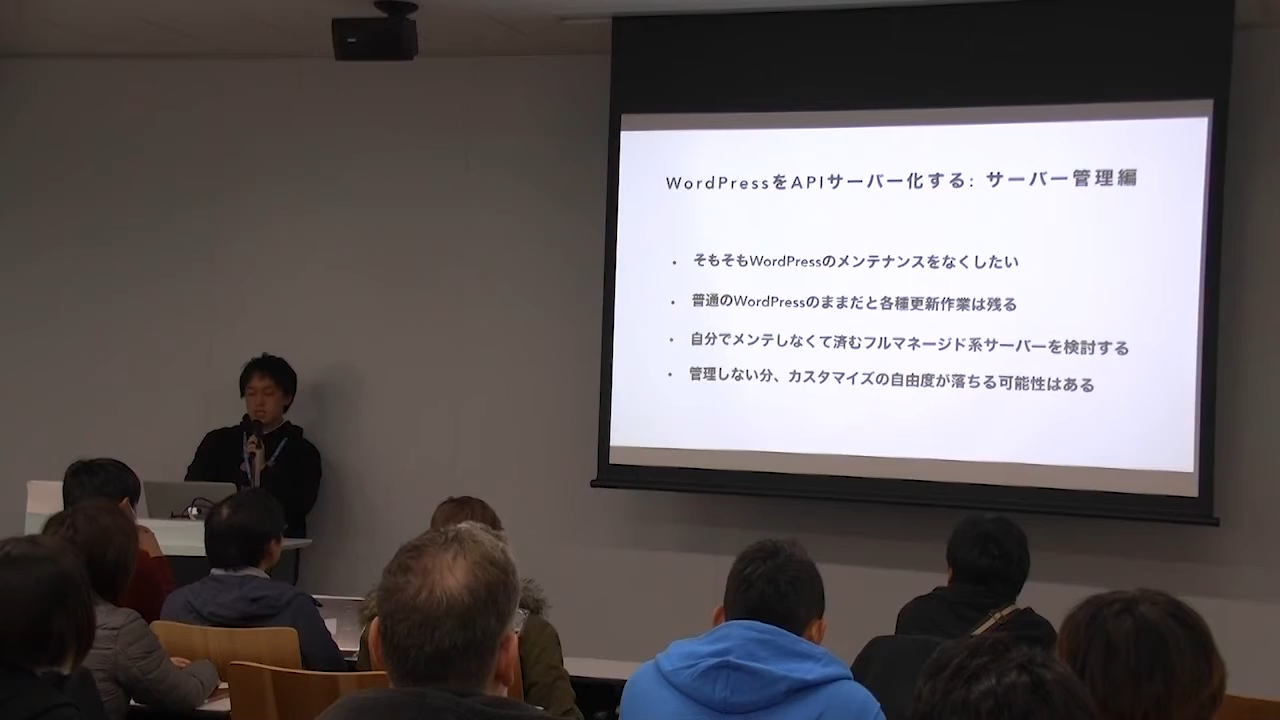 WordPressをAPIサーバー化する: サーバー管理編
・ そもそもWordPressのメンテナンスをなくしたい
・ 普通のWordPressのままだと各種更新作業は残る
・ 自分でメンテしなくて済むフルマネージド系サーバーを検討する
・ 管理しない分、カスタマイズの自由度が落ちる可能性はある